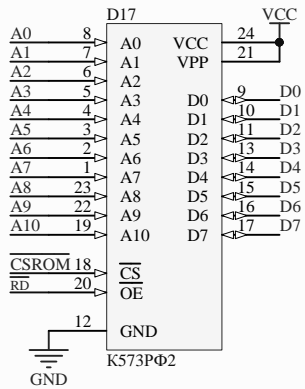 D17
VCC
A0 8 A0 VCC 24
A1 7 A1 VPP 21
A2 6 A2
A3 5 A3 D0 9 D0
A4 4 A4 D1 10 D1
A5 3 A5 D2 11 D2
A6 2 A6 D3 13 D3
A7 1 A7 D4 14 D4
A8 23 A8 D5 15 D5
A9 22 A9 D6 16 D6
A10 19 A10 D7 17 D7
CSROM 18 CS
RD 20 OE
12 GND
GND
К573РФ2